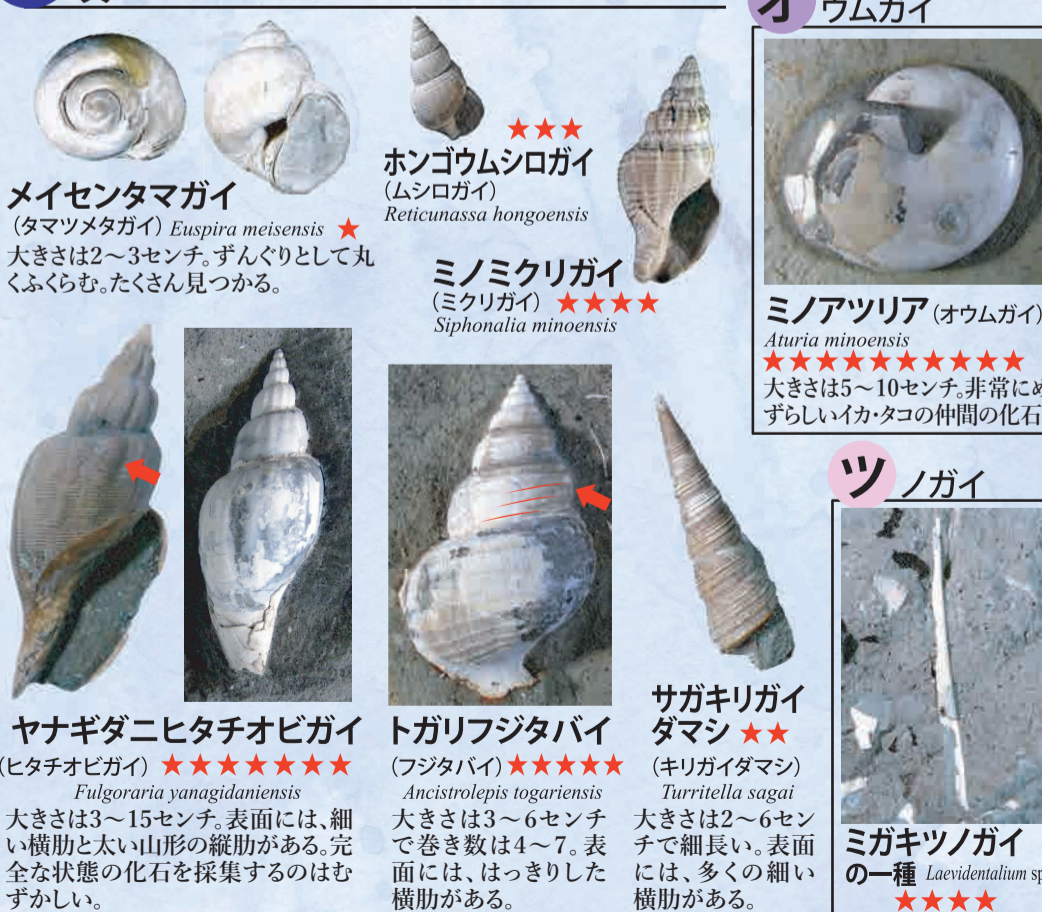 メイセンタマガイ
(タマツメタガイ) Euspira meisensis ★
大きさは2〜3センチ。ずんぐりとして丸
くふくらむ。たくさん見つかる。
★★★
ホンゴウムシロガイ
(ムシロガイ)
Reticunassa hongoensis
ミノミクリガイ
(ミクリガイ) ★★★★
Siphonalia minoensis
ヤナギダニヒタチオビガイ
(ヒタチオビガイ) ★★★★★★★
Fulgoraria yanagidaniensis
大きさは3〜15センチ。表面には、細
い横肋と太い山形の縦肋がある。完
全な状態の化石を採集するのはむ
ずかしい。
トガリフジタバイ
(フジタバイ)★★★★★
Ancistrolepis togariensis
大きさは3〜6センチ
で巻き数は4〜7。表
面には、はっきりした
横肋がある。
サガキリガイ
ダマシ ★★
(キリガイダマシ)
Turritella sagai
大きさは2〜6セン
チで細長い。表面
には、多くの細い
横肋がある。
オウムガイ
ミノアツリア(オウムガイ)
Aturia minoensis
★★★★★★★★★★
大きさは5〜10センチ。非常にめ
ずらしいイカ・タコの仲間の化石
ツノガイ
ミガキツノガイ
の一種 Laevidentalium sp
★★★★